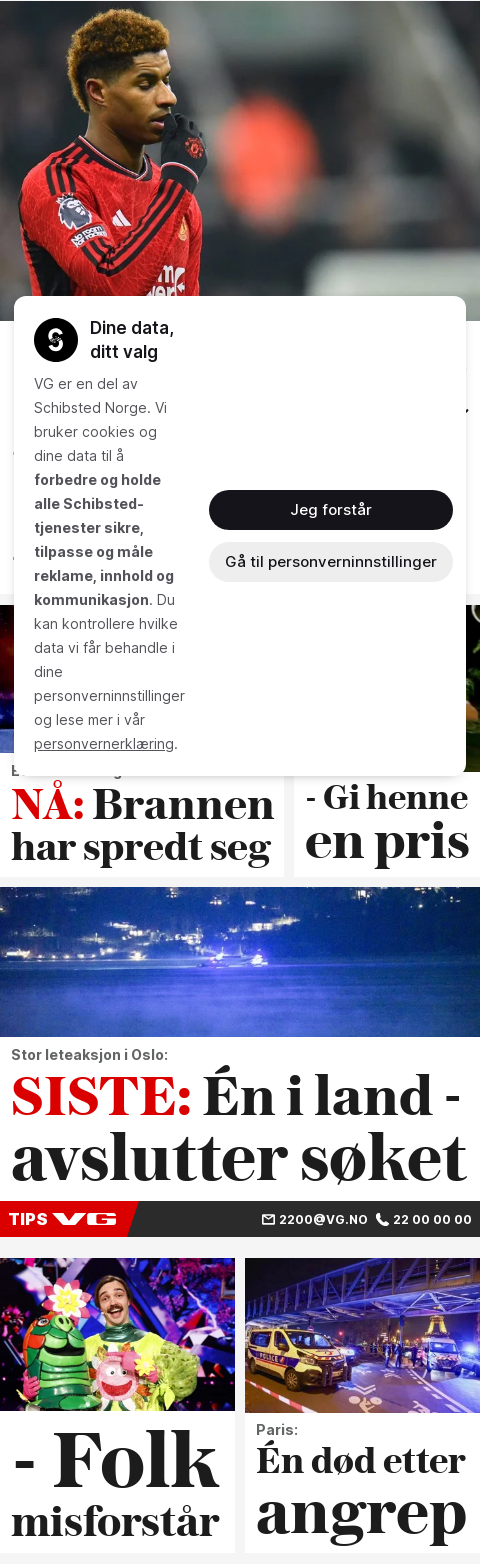 Dine data,
ditt valg
VG er en del av
Schibsted Norge. Vi
bruker cookies og
dine data til å
forbedre og holde
alle Schibsted-
tjenester sikre,
tilpasse og måle
reklame, innhold og
kommunikasjon. Du
kan kontrollere hvilke
data vi får behandle i
dine
personverninnstillinger
og lese mer i vår
personvernerklæring.
Jeg forstår
Gå til personverninnstillinger
NÅ: Brannen
har spredt seg
- Gi henne
en pris
Stor leteaksjon i Oslo:
SISTE: Én i land -
avslutter søket
TIPS VG
2200@VG.NO 22 00 00 00
- Folk
misforstår
POLICE
Paris:
Én død etter
angrep